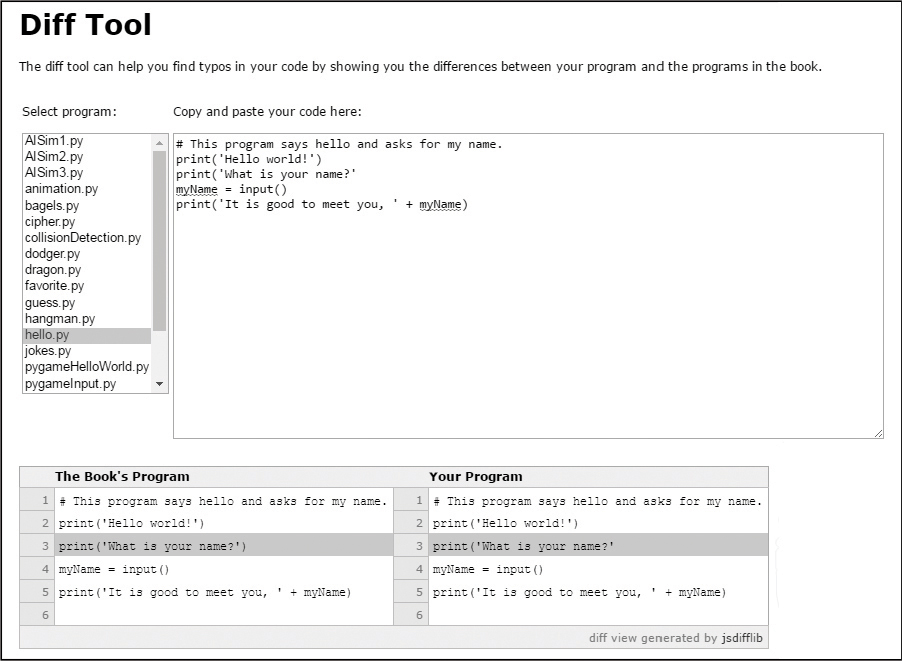 Diff Tool
The diff tool can help you find typos in your code by showing you the differences between your program and the programs in the book.
Select program:
Copy and paste your code here:
AISim1.py
AISim2.py
AISim3.py
animation.py
bagels.py
cipher.py
collisionDetection.py
dodger.py
dragon.py
favorite.py
guess.py
hangman.py
hello.py
jokes.py
pygameHelloWorld.py
pygameInput.py
# This program says hello and asks for my name.
print('Hello world!')
print('What is your name?'
myName = input()
print('It is good to meet you, ' + myName)
The Book's Program Your Program
1 # This program says hello and asks for my name. 1 # This program says hello and asks for my name.
2 print('Hello world!') 2 print('Hello world!')
3 print('What is your name?') 3 print('What is your name?'
4 myName = input() 4 myName = input()
5 print('It is good to meet you, ' + myName) 5 print('It is good to meet you, ' + myName)
6 6
diff view generated by jsdifflib